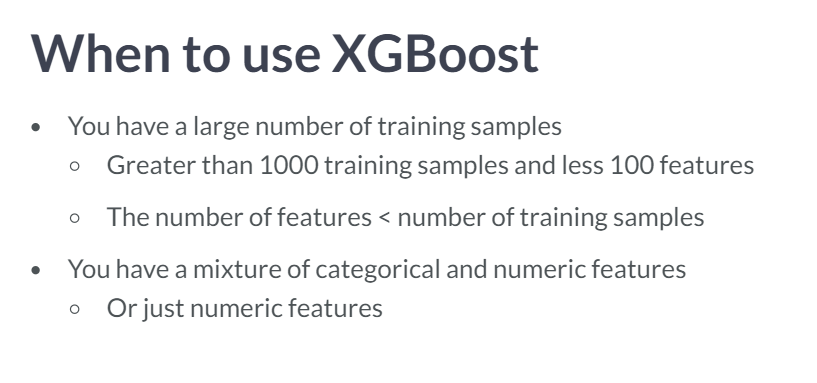 When to use XGBoost
• You have a large number of training samples
○ Greater than 1000 training samples and less 100 features
○ The number of features < number of training samples
• You have a mixture of categorical and numeric features
○ Or just numeric features